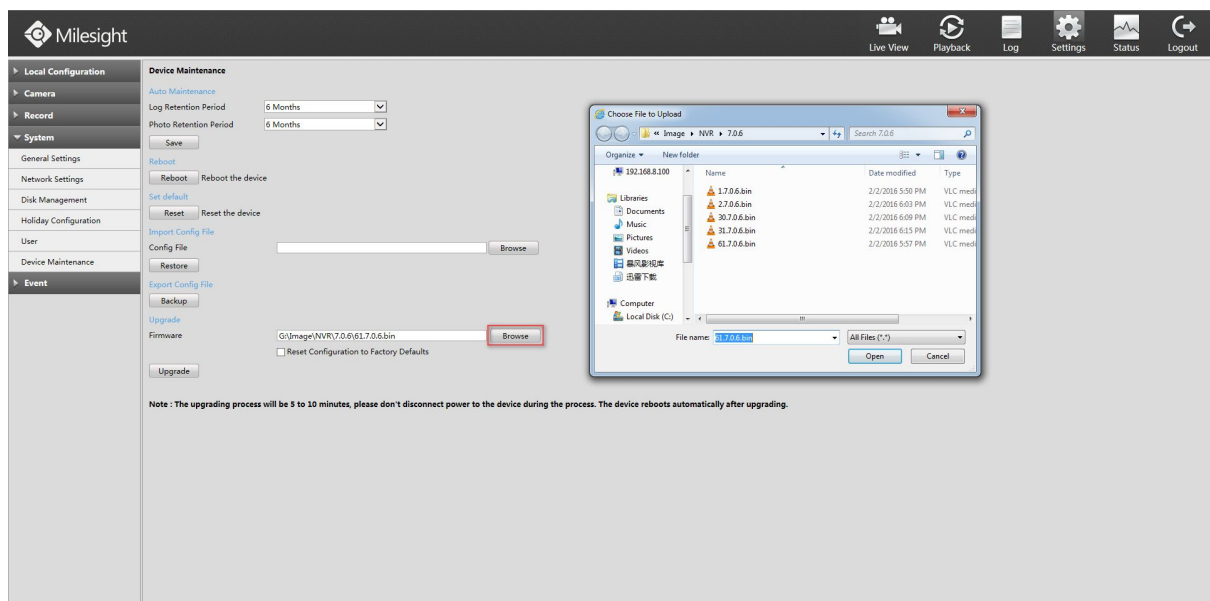 Milesight
Live View Playback Log Settings Status Logout
Local Configuration
Camera
Record
System
General Settings
Network Settings
Disk Management
Holiday Configuration
User
Device Maintenance
Event
Device Maintenance
Auto Maintenance
Log Retention Period 6 Months
Photo Retention Period 6 Months
Save
Reboot
Reboot Reboot the device
Set default
Reset Reset the device
Import Config File
Config File Browse
Restore
Export Config File
Backup
Upgrade
Firmware G:\Image\NVR\7.0.6\61.7.0.6.bin Browse
Reset Configuration to Factory Defaults
Upgrade
Note : The upgrading process will be 5 to 10 minutes, please don't disconnect power to the device during the process. The device reboots automatically after upgrading.
Choose File to Upload
« Image NVR 7.0.6 Search 7.0.6
Organize New folder
192.168.8.100
Libraries
Documents
Music
Pictures
Videos
暴风影视库
迅雷下载
Computer
Local Disk (C:)
Name Date modified Type
1.7.0.6.bin 2/2/2016 5:50 PM VLC medi
2.7.0.6.bin 2/2/2016 6:03 PM VLC medi
30.7.0.6.bin 2/2/2016 6:09 PM VLC medi
31.7.0.6.bin 2/2/2016 6:15 PM VLC medi
61.7.0.6.bin 2/2/2016 5:57 PM VLC medi
File name: 61.7.0.6.bin All Files (*.*)
Open Cancel